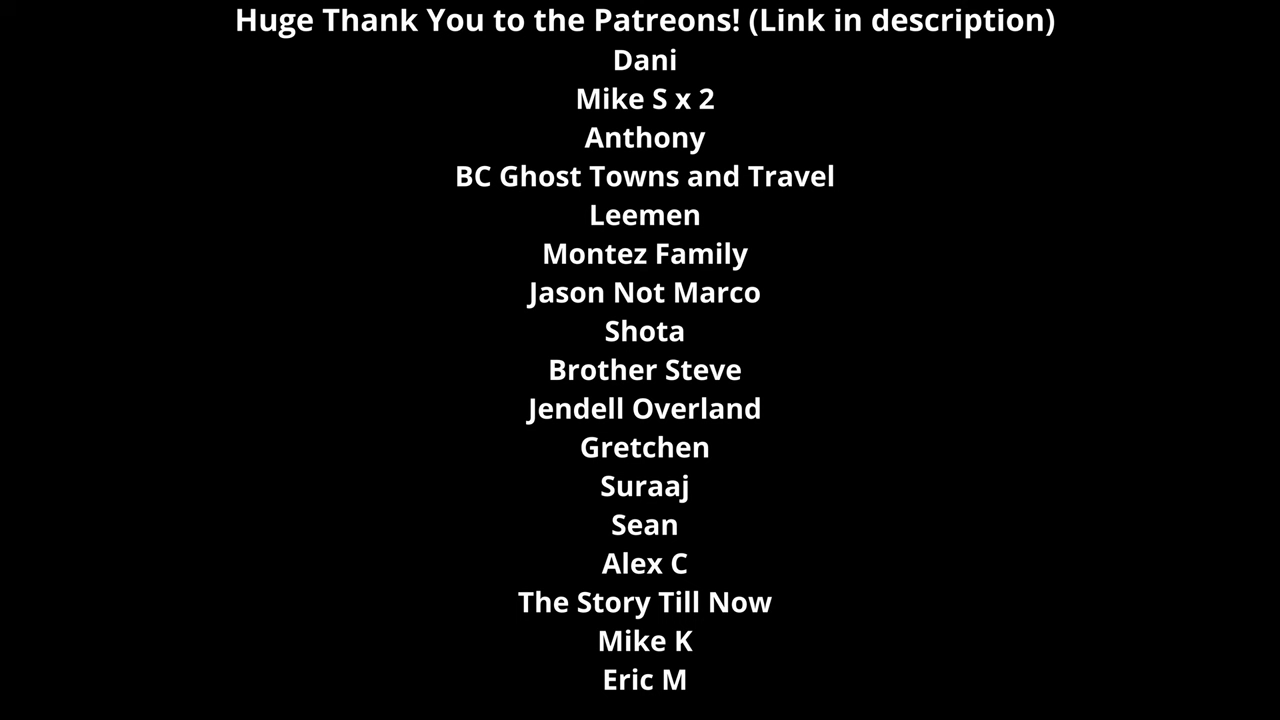 Huge Thank You to the Patreons! (Link in description)
Dani
Mike S x 2
Anthony
BC Ghost Towns and Travel
Leemen
Montez Family
Jason Not Marco
Shota
Brother Steve
Jendell Overland
Gretchen
Suraaj
Sean
Alex C
The Story Till Now
Mike K
Eric M